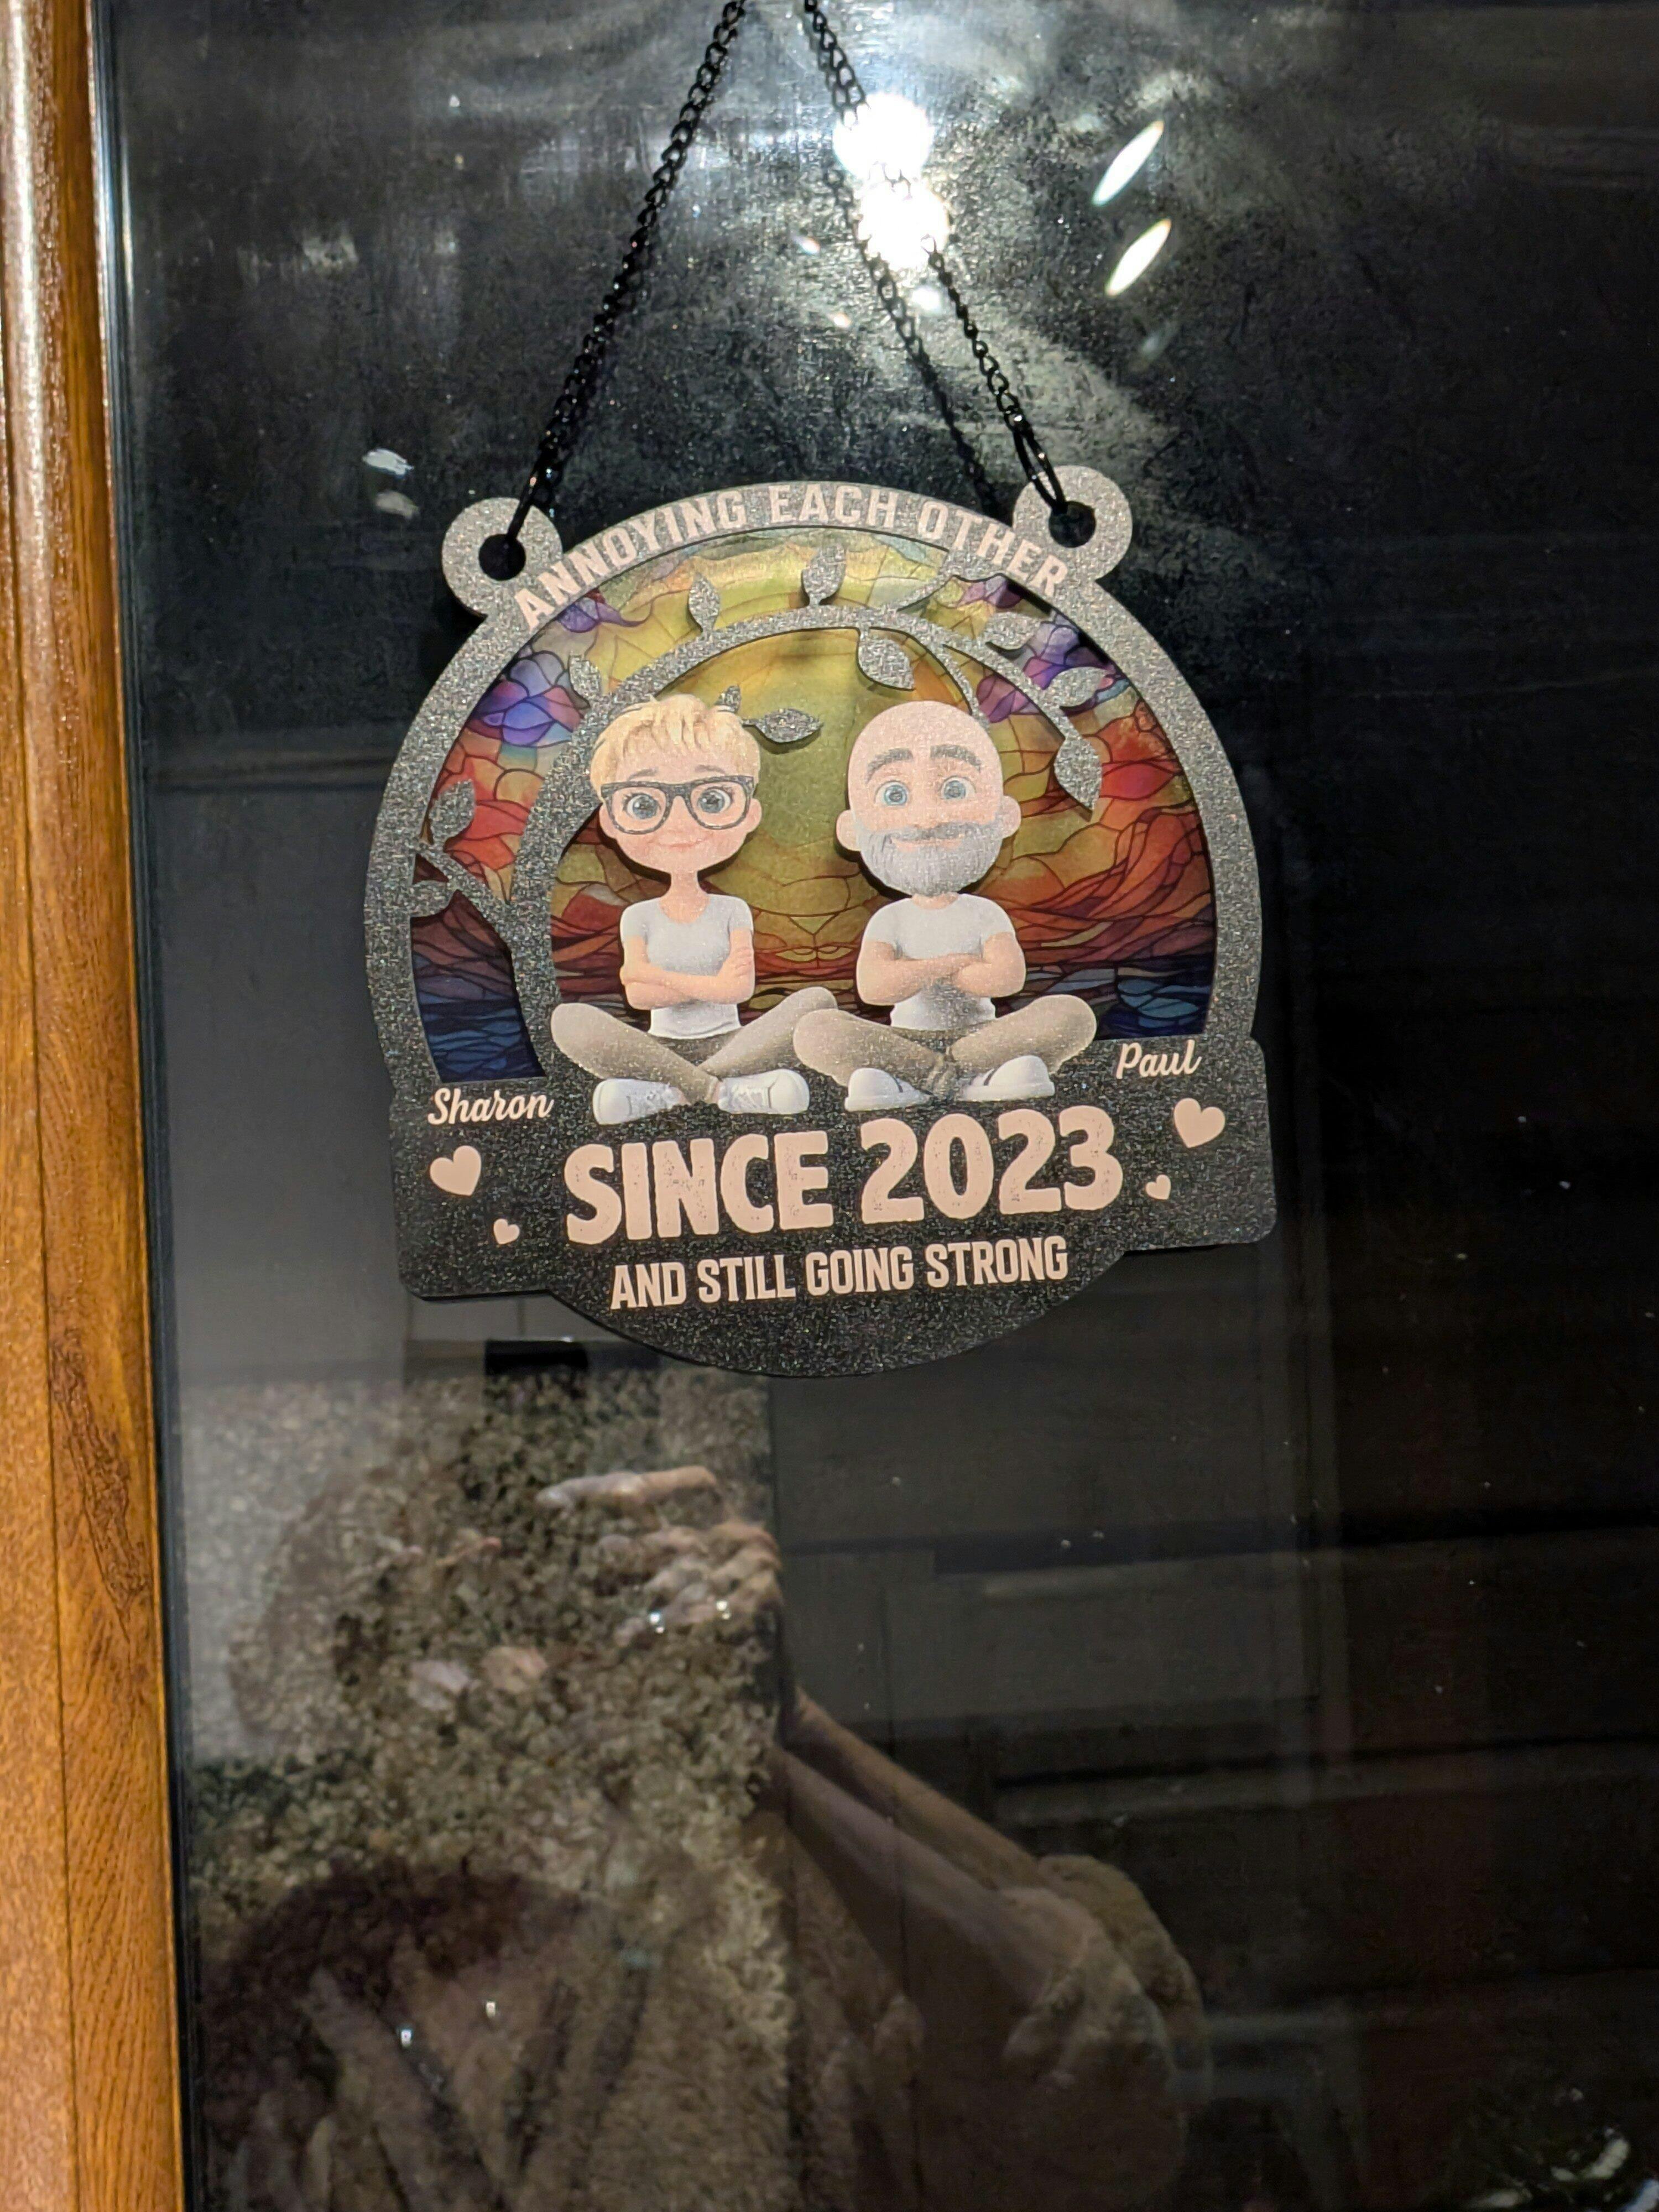 ANNOYING EACH OTHER
Sharon
Paul
SINCE 2023
AND STILL GOING STRONG